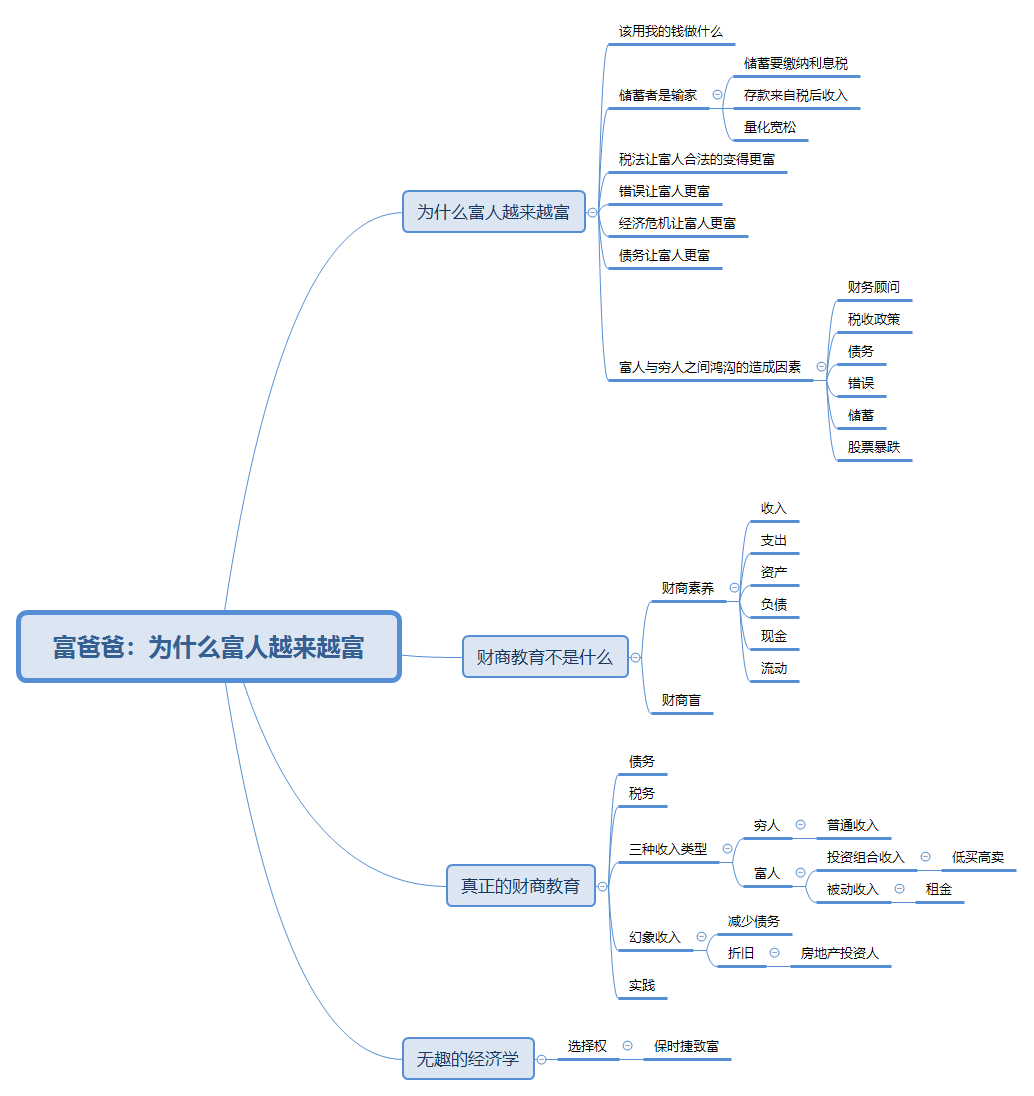 富爸爸：为什么富人越来越富
为什么富人越来越富
该用我的钱做什么
储蓄者是输家
储蓄要缴纳利息税
存款来自税后收入
量化宽松
税法让富人合法的变得更富
错误让富人更富
经济危机让富人更富
债务让富人更富
富人与穷人之间鸿沟的造成因素
财务顾问
税收政策
债务
错误
储蓄
股票暴跌
财商教育不是什么
财商素养
收入
支出
资产
负债
现金
流动
财商盲
真正的财商教育
债务
税务
三种收入类型
穷人
普通收入
富人
投资组合收入
低买高卖
被动收入
租金
幻象收入
减少债务
折旧
房地产投资人
实践
无趣的经济学
选择权
保时捷致富